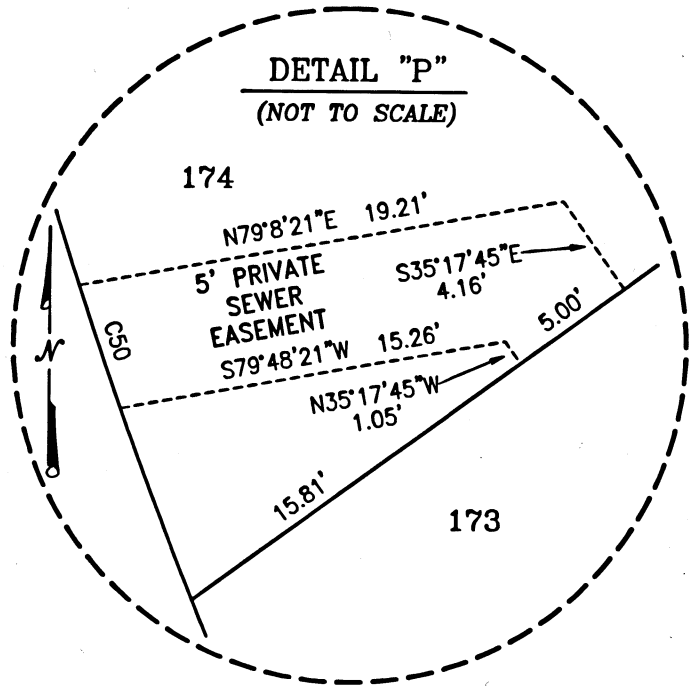 DETAIL "P"
(NOT TO SCALE)
174
N79°8'21"E 19.21'
5' PRIVATE
SEWER
EASEMENT
S35°17'45"E
4.16'
C50
5.00'
N
S79°48'21"W 15.26'
N35°17'45"W
1.05'
15.81'
173